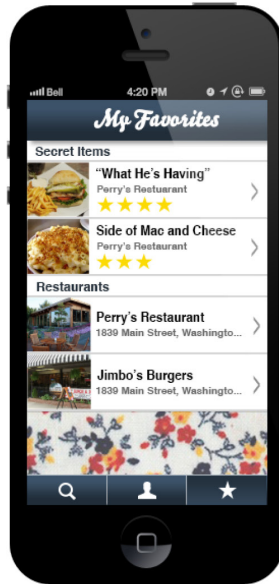 Bell 4:20 PM
My Favorites
Secret Items
“What He's Having”
Perry's Restuarant
Side of Mac and Cheese
Perry's Restaurant
Restaurants
Perry's Restaurant
1839 Main Street, Washingto...
Jimbo's Burgers
1839 Main Street, Washingto...